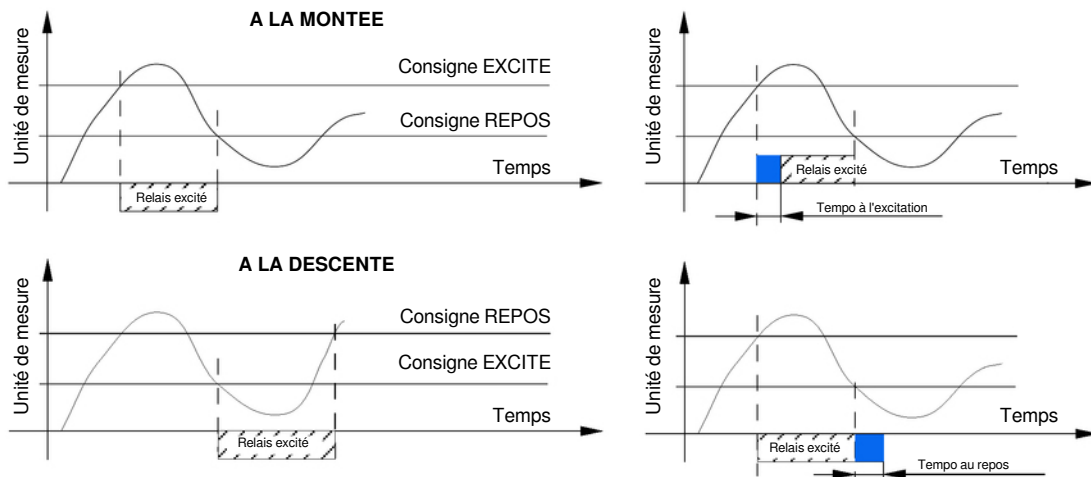 A LA MONTEE
Unité de mesure
Consigne EXCITE
Consigne REPOS
Temps
Relais excité
Unité de mesure
Temps
Relais excité
Tempo à l'excitation
A LA DESCENTE
Unité de mesure
Consigne REPOS
Consigne EXCITE
Temps
Relais excité
Unité de mesure
Temps
Relais excité
Tempo au repos